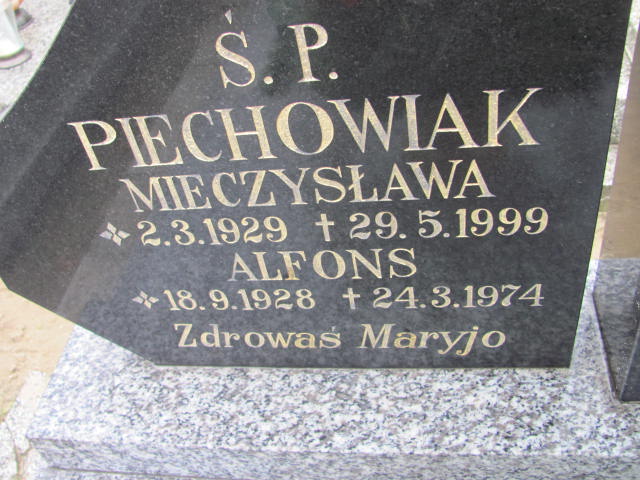 Ś. P.
PIECHOWIAK
MIECZYSŁAWA
2.3.1929 † 29.5.1999
ALFONS
18.9.1928 † 24.3.1974
Zdrowaś Maryjo